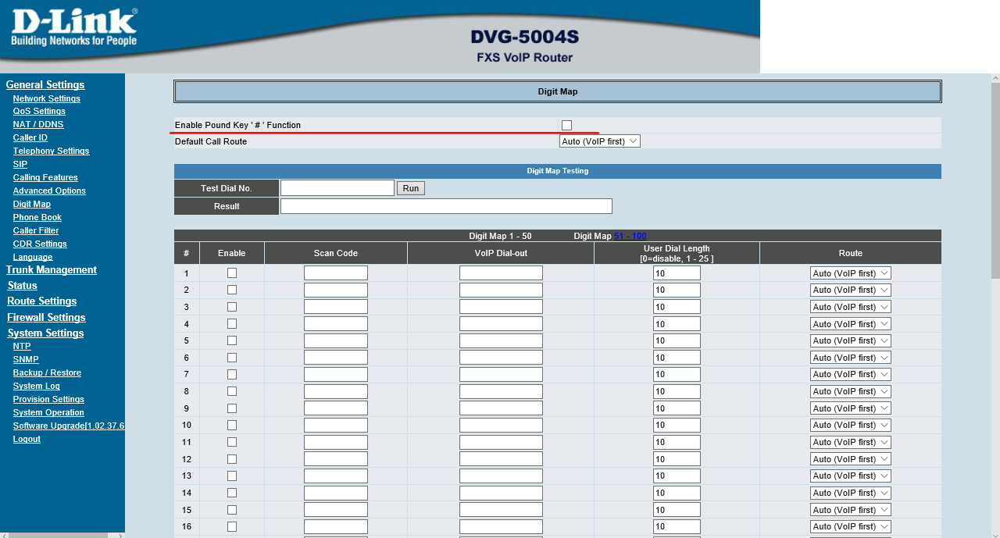 D-Link®
Building Networks for People
DVG-5004S
FXS VoIP Router
General Settings
Network Settings
QoS Settings
NAT / DDNS
Caller ID
Telephony Settings
SIP
Calling Features
Advanced Options
Digit Map
Phone Book
Caller Filter
CDR Settings
Language
Trunk Management
Status
Route Settings
Firewall Settings
System Settings
NTP
SNMP
Backup / Restore
System Log
Provision Settings
System Operation
Software Upgrade[1.02.37.6
Logout
Digit Map
Enable Pound Key ' # ' Function
Default Call Route Auto (VoIP first)
Digit Map Testing
Test Dial No. Run
Result
Digit Map 1 - 50 Digit Map 51 - 100
# Enable Scan Code VoIP Dial-out User Dial Length [0=disable, 1 - 25 ] Route
1 10 Auto (VoIP first)
2 10 Auto (VoIP first)
3 10 Auto (VoIP first)
4 10 Auto (VoIP first)
5 10 Auto (VoIP first)
6 10 Auto (VoIP first)
7 10 Auto (VoIP first)
8 10 Auto (VoIP first)
9 10 Auto (VoIP first)
10 10 Auto (VoIP first)
11 10 Auto (VoIP first)
12 10 Auto (VoIP first)
13 10 Auto (VoIP first)
14 10 Auto (VoIP first)
15 10 Auto (VoIP first)
16 10 Auto (VoIP first)